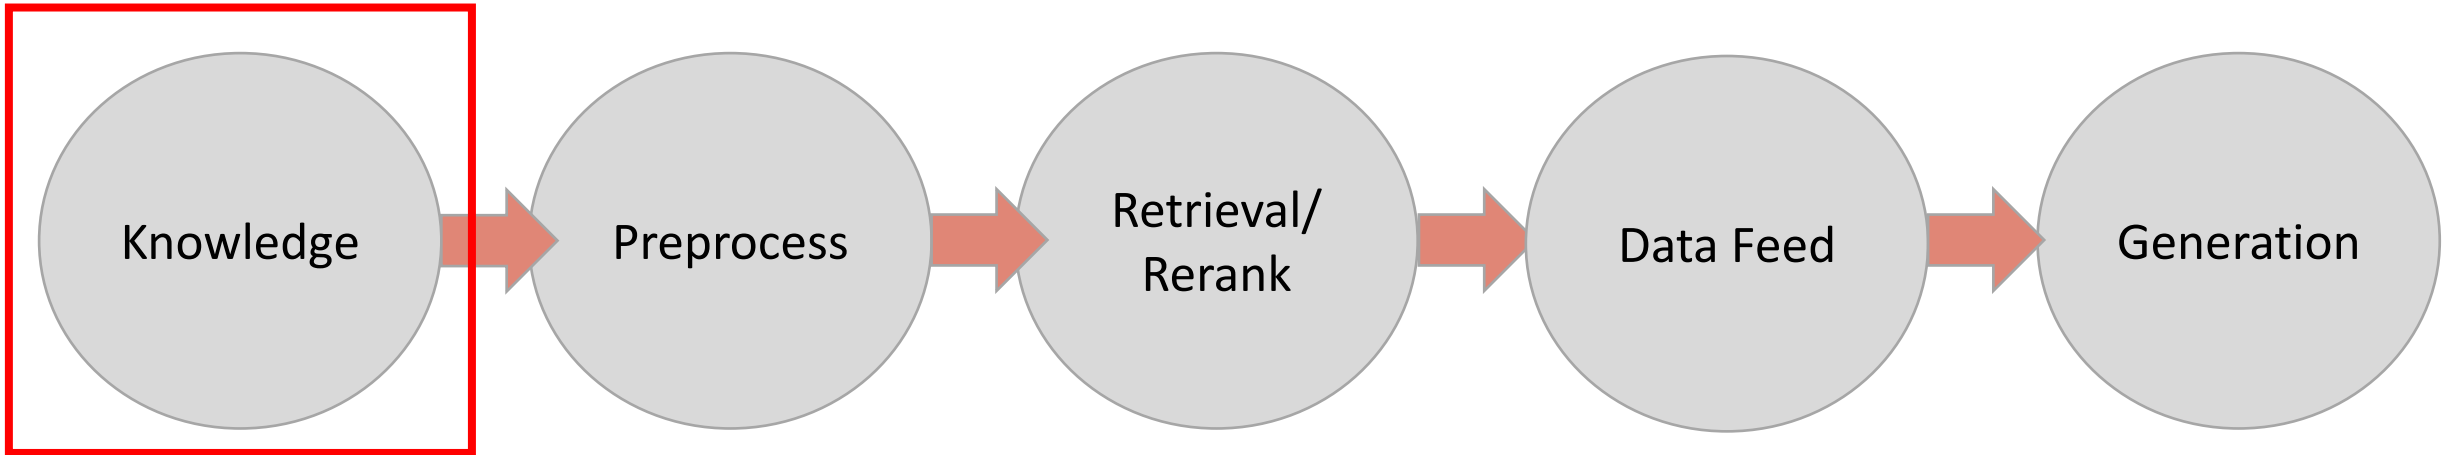 Knowledge
Preprocess
Retrieval/
Rerank
Data Feed
Generation